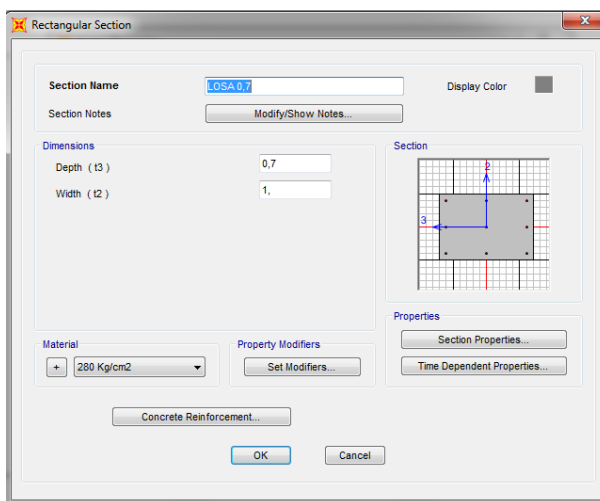 Rectangular Section
Section Name
LOSA 0,7
Display Color
Section Notes
Modify/Show Notes...
Dimensions
Depth ( t3 )
0,7
Width ( t2 )
1,
Section
2
3
Properties
Section Properties...
Time Dependent Properties...
Material
+
280 Kg/cm2
Property Modifiers
Set Modifiers...
Concrete Reinforcement...
OK
Cancel